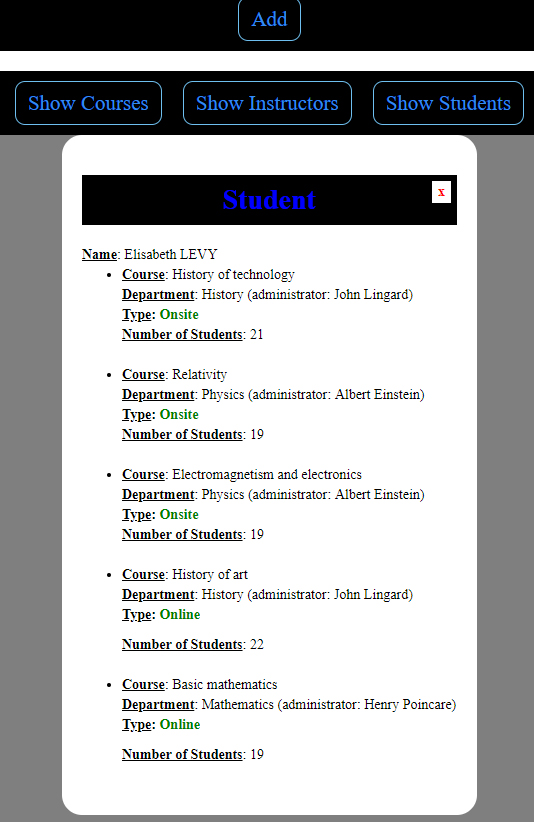 Add
Show Courses Show Instructors Show Students
Student x
Name: Elisabeth LEVY
Course: History of technology
Department: History (administrator: John Lingard)
Type: Onsite
Number of Students: 21
Course: Relativity
Department: Physics (administrator: Albert Einstein)
Type: Onsite
Number of Students: 19
Course: Electromagnetism and electronics
Department: Physics (administrator: Albert Einstein)
Type: Onsite
Number of Students: 19
Course: History of art
Department: History (administrator: John Lingard)
Type: Online
Number of Students: 22
Course: Basic mathematics
Department: Mathematics (administrator: Henry Poincare)
Type: Online
Number of Students: 19